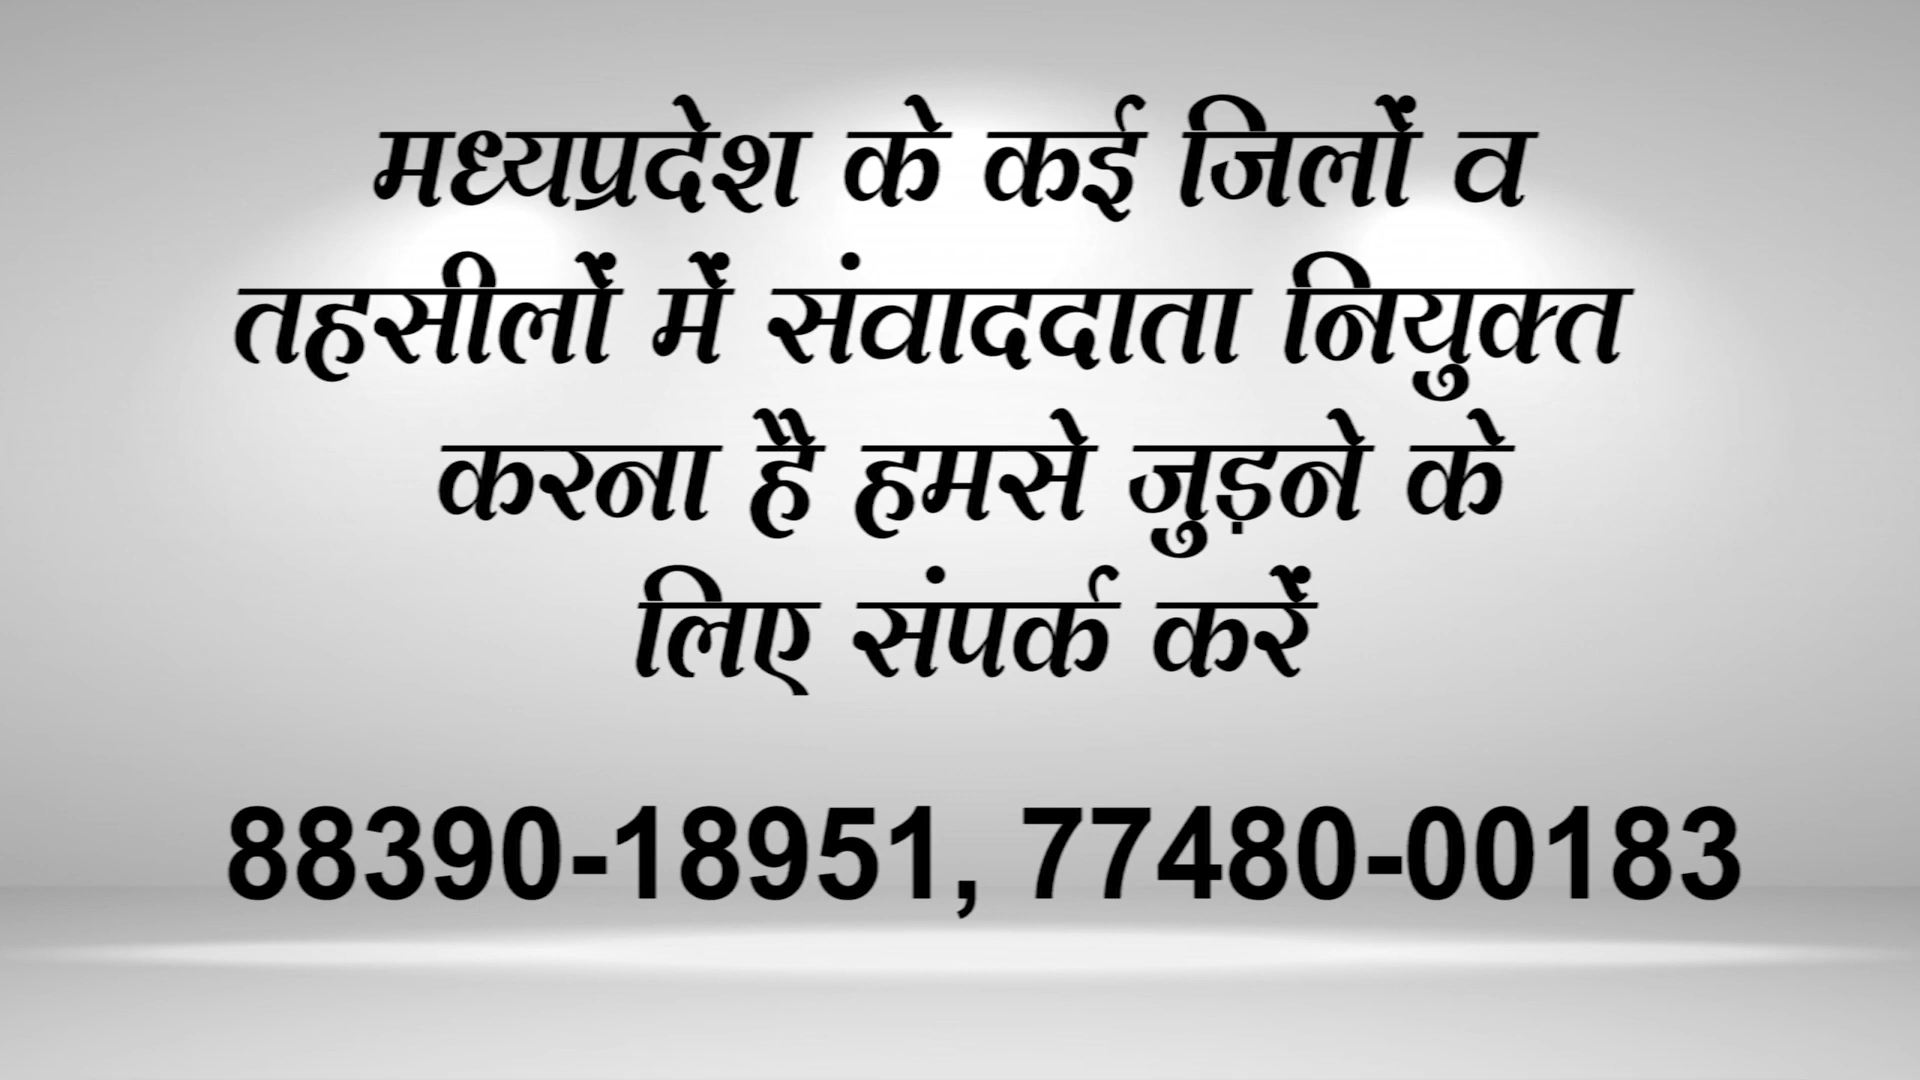 मध्यप्रदेश के कई जिलों व
तहसीलों में संवाददाता नियुक्त
करना है हमसे जुड़ने के
लिए संपर्क करें
88390-18951, 77480-00183